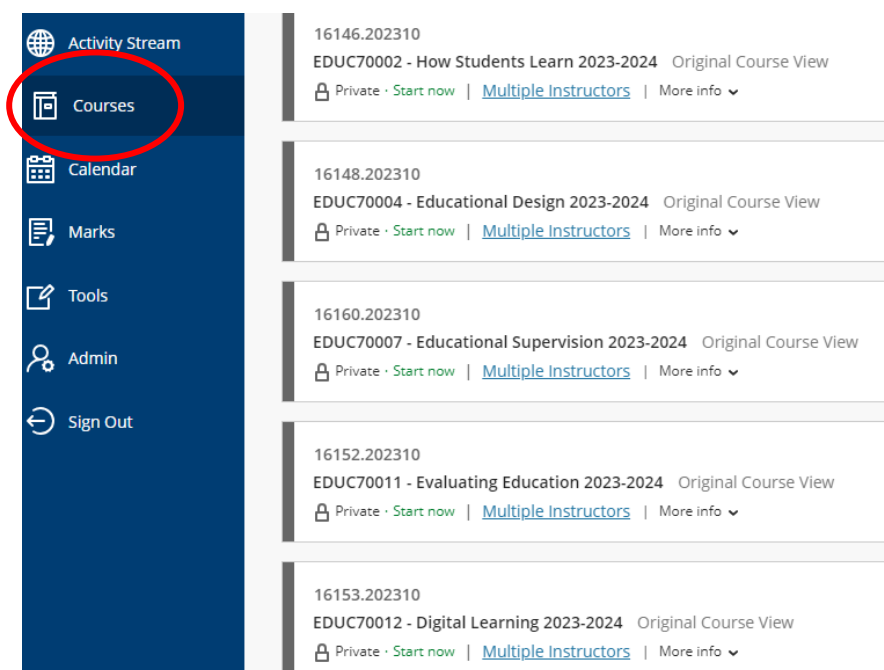 Activity Stream
Courses
Calendar
Marks
Tools
Admin
Sign Out
16146.202310
EDUC70002 - How Students Learn 2023-2024 Original Course View
Private · Start now | Multiple Instructors | More info
16148.202310
EDUC70004 - Educational Design 2023-2024 Original Course View
Private · Start now | Multiple Instructors | More info
16160.202310
EDUC70007 - Educational Supervision 2023-2024 Original Course View
Private · Start now | Multiple Instructors | More info
16152.202310
EDUC70011 - Evaluating Education 2023-2024 Original Course View
Private · Start now | Multiple Instructors | More info
16153.202310
EDUC70012 - Digital Learning 2023-2024 Original Course View
Private · Start now | Multiple Instructors | More info